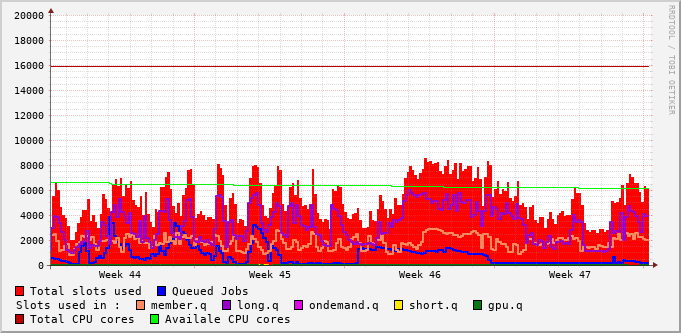 20000
18000
16000
14000
12000
10000
8000
6000
4000
2000
0
Week 44 Week 45 Week 46 Week 47
Total slots used Queued Jobs
Slots used in : member.q long.q ondemand.q short.q gpu.q
Total CPU cores Availale CPU cores
RRDTOOL / TOBI OETIKER